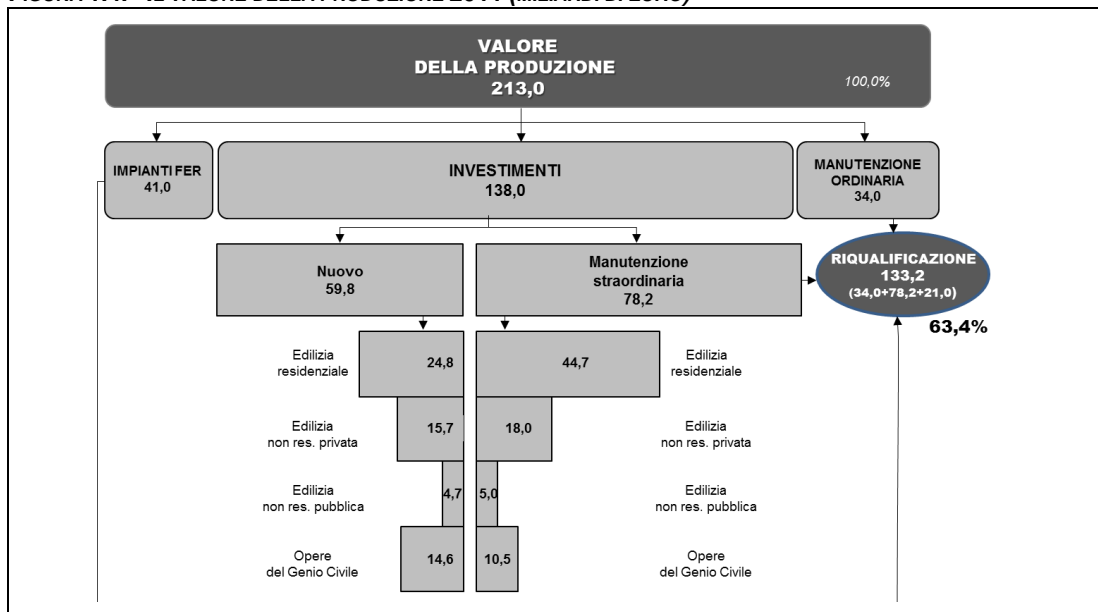 VALORE
DELLA PRODUZIONE
213,0
100,0%
IMPIANTI FER
41,0
INVESTIMENTI
138,0
MANUTENZIONE
ORDINARIA
34,0
Nuovo
59,8
Manutenzione
straordinaria
78,2
RIQUALIFICAZIONE
133,2
(34,0+78,2+21,0)
63,4%
Edilizia
residenziale
24,8
44,7
Edilizia
residenziale
Edilizia
non res. privata
15,7
18,0
Edilizia
non res. privata
Edilizia
non res. pubblica
4,7
5,0
Edilizia
non res. pubblica
Opere
del Genio Civile
14,6
10,5
Opere
del Genio Civile